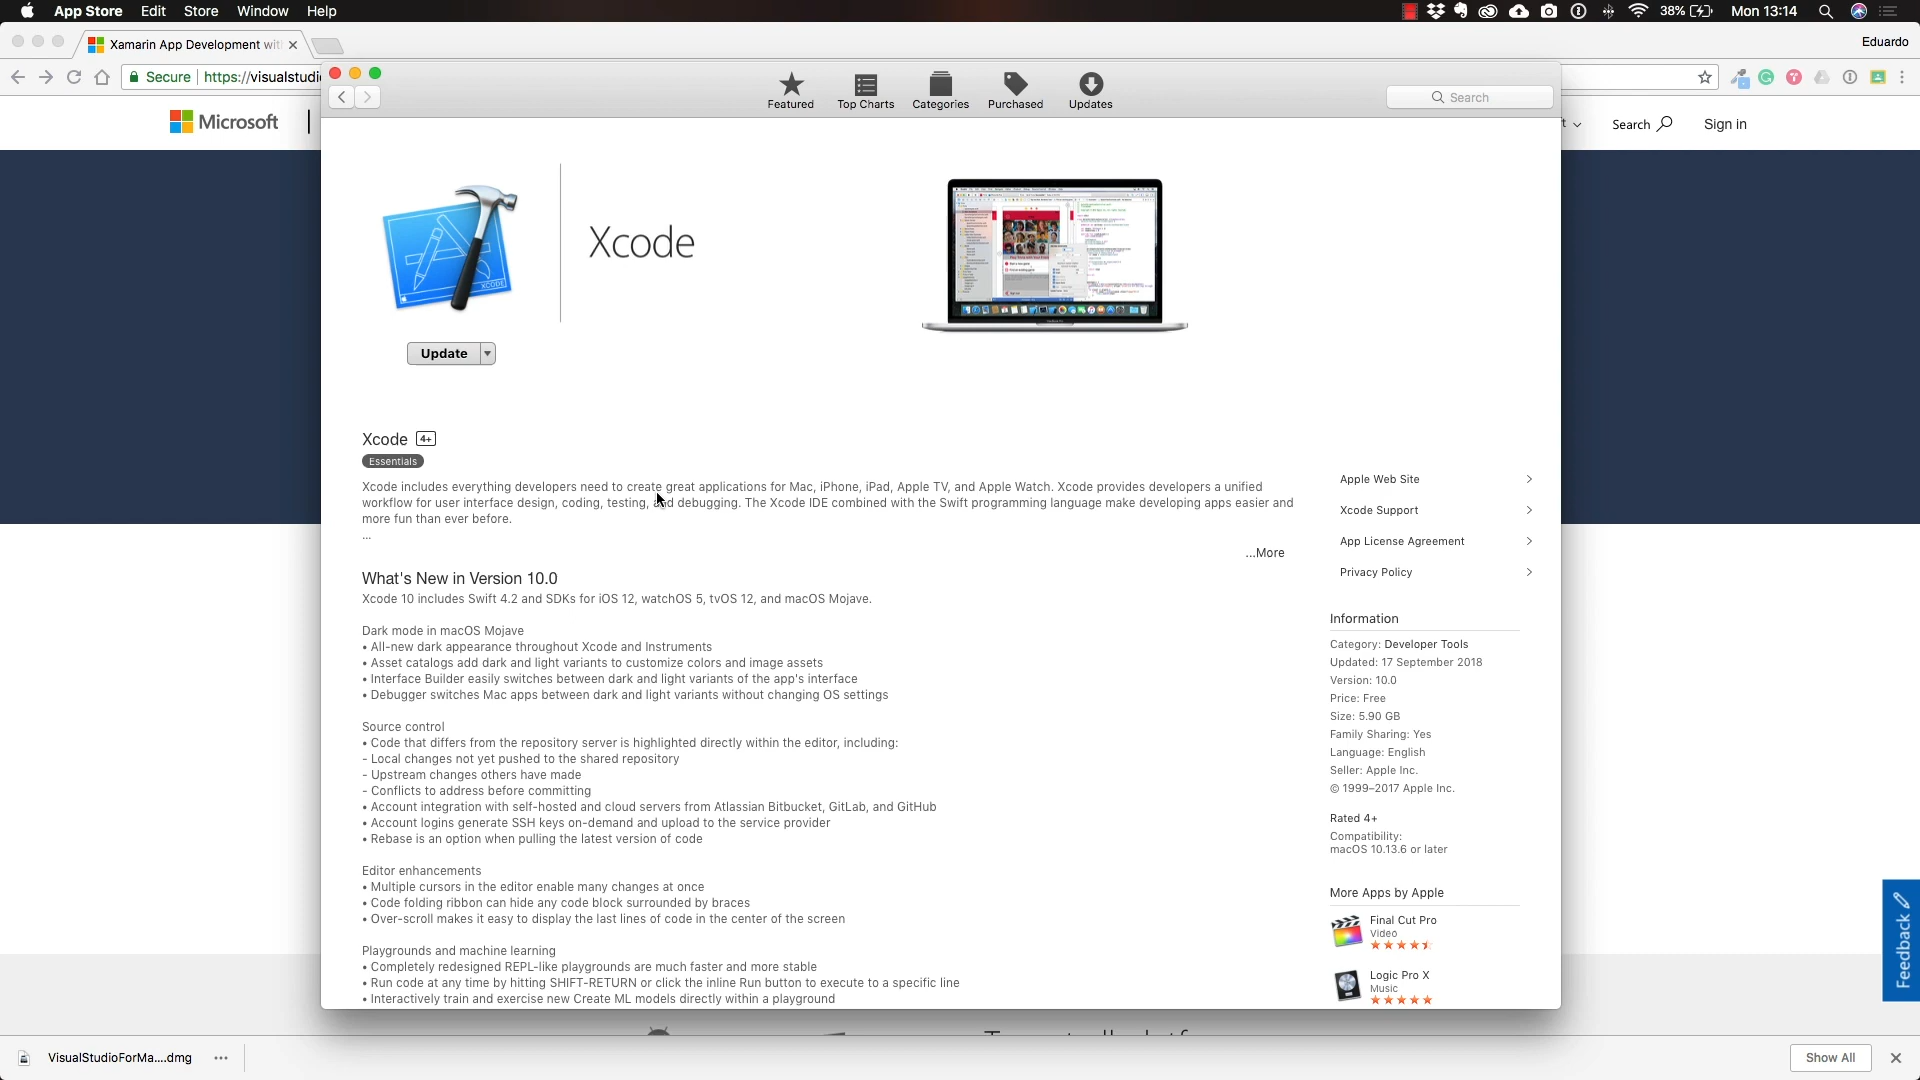 App Store Edit Store Window Help
38% Mon 13:14
Xamarin App Development wit
Eduardo
Secure https://visualstudi
Microsoft
Search
Sign in
Featured
Top Charts
Categories
Purchased
Updates
Search
Xcode
XCODE
Update
Xcode 4+
Essentials
Xcode includes everything developers need to create great applications for Mac, iPhone, iPad, Apple TV, and Apple Watch. Xcode provides developers a unified
workflow for user interface design, coding, testing, and debugging. The Xcode IDE combined with the Swift programming language make developing apps easier and
more fun than ever before.
...
...More
What's New in Version 10.0
Xcode 10 includes Swift 4.2 and SDKs for iOS 12, watchOS 5, tvOS 12, and macOS Mojave.
Dark mode in macOS Mojave
• All-new dark appearance throughout Xcode and Instruments
• Asset catalogs add dark and light variants to customize colors and image assets
• Interface Builder easily switches between dark and light variants of the app's interface
• Debugger switches Mac apps between dark and light variants without changing OS settings
Source control
• Code that differs from the repository server is highlighted directly within the editor, including:
- Local changes not yet pushed to the shared repository
- Upstream changes others have made
- Conflicts to address before committing
• Account integration with self-hosted and cloud servers from Atlassian Bitbucket, GitLab, and GitHub
• Account logins generate SSH keys on-demand and upload to the service provider
• Rebase is an option when pulling the latest version of code
Editor enhancements
• Multiple cursors in the editor enable many changes at once
• Code folding ribbon can hide any code block surrounded by braces
• Over-scroll makes it easy to display the last lines of code in the center of the screen
Playgrounds and machine learning
• Completely redesigned REPL-like playgrounds are much faster and more stable
• Run code at any time by hitting SHIFT-RETURN or click the inline Run button to execute to a specific line
• Interactively train and exercise new Create ML models directly within a playground
Apple Web Site
Xcode Support
App License Agreement
Privacy Policy
Information
Category: Developer Tools
Updated: 17 September 2018
Version: 10.0
Price: Free
Size: 5.90 GB
Family Sharing: Yes
Language: English
Seller: Apple Inc.
© 1999-2017 Apple Inc.
Rated 4+
Compatibility:
macOS 10.13.6 or later
More Apps by Apple
Final Cut Pro
Video
Logic Pro X
Music
Feedback
VisualStudioForMa....dmg
Show All